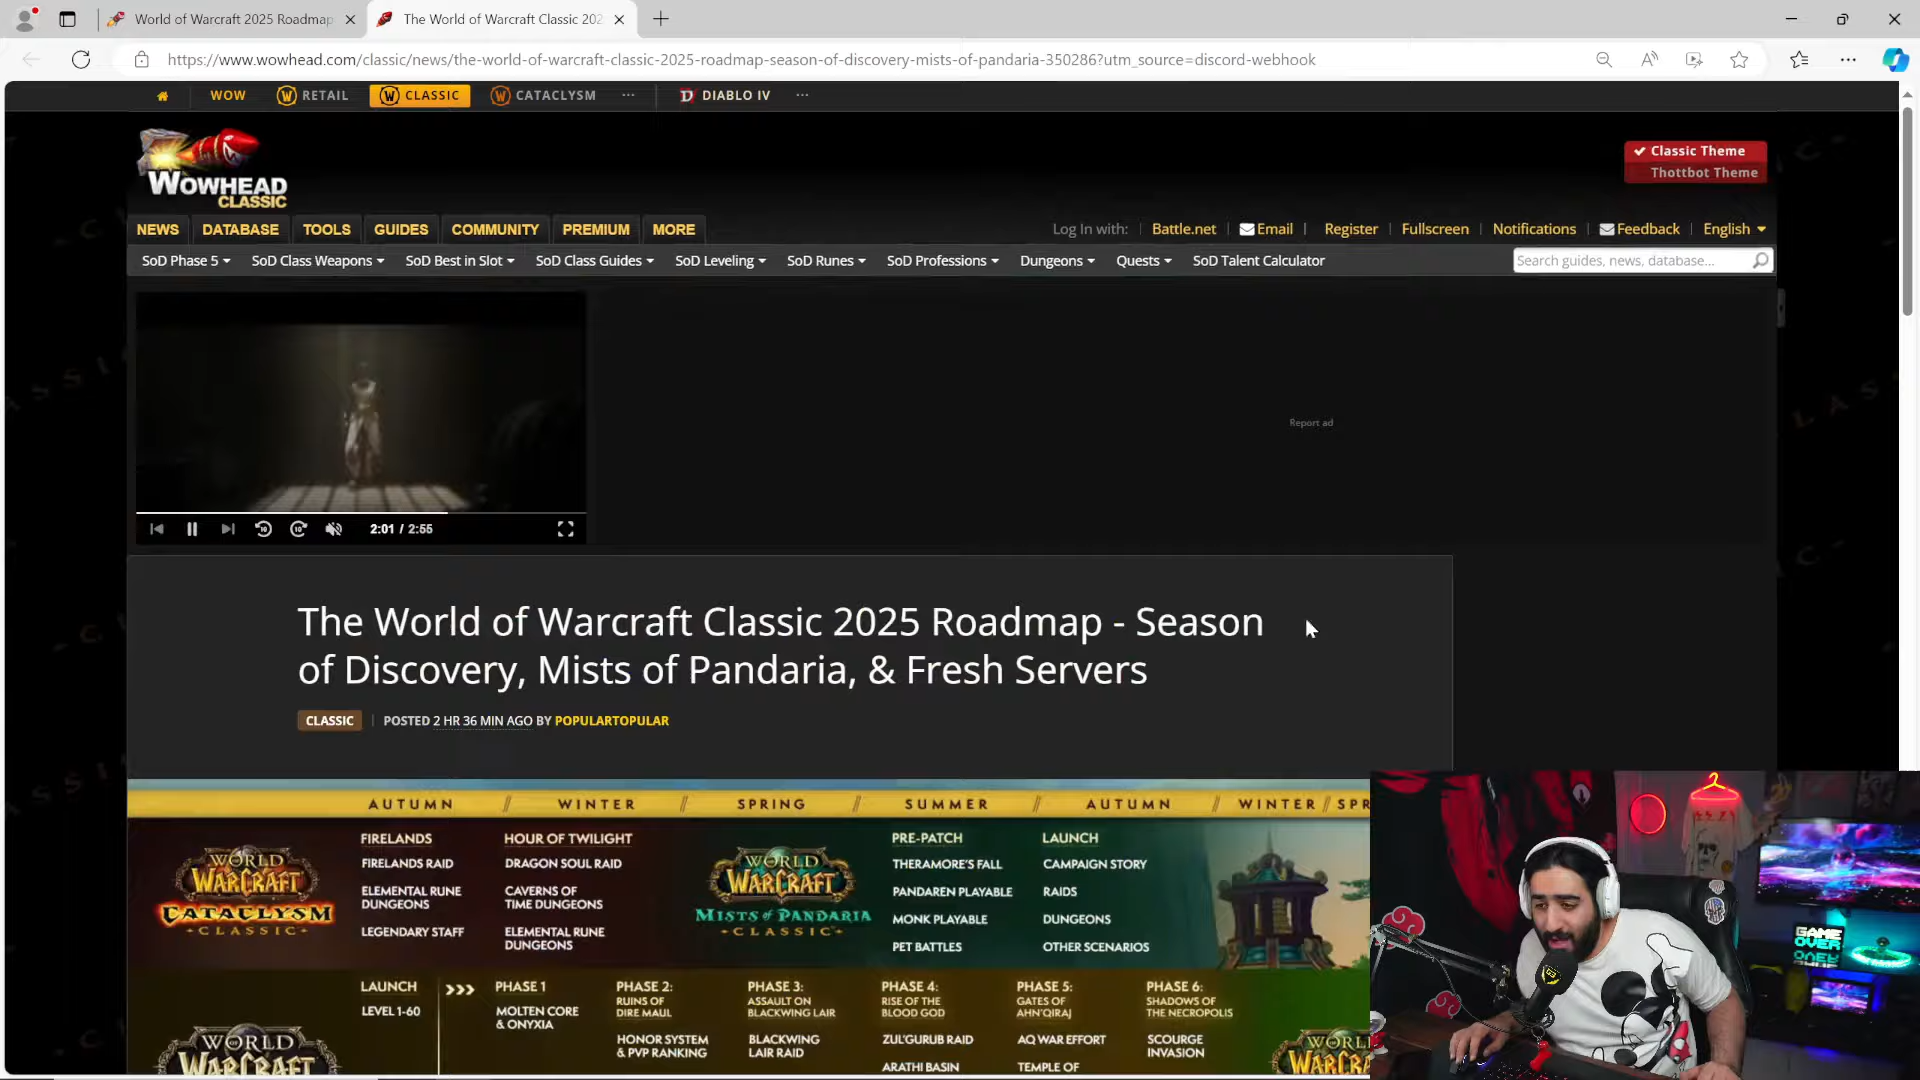 World of Warcraft 2025 Roadmap
The World of Warcraft Classic 202
https://www.wowhead.com/classic/news/the-world-of-warcraft-classic-2025-roadmap-season-of-discovery-mists-of-pandaria-350286?utm_source=discord-webhook
WOW RETAIL CLASSIC CATACLYSM ... DIABLO IV ...
WOWHEAD
CLASSIC
✔ Classic Theme
Thottbot Theme
NEWS DATABASE TOOLS GUIDES COMMUNITY PREMIUM MORE
Log In with: | Battle.net | Email | Register | Fullscreen | Notifications | Feedback | English
SoD Phase 5 SoD Class Weapons SoD Best in Slot SoD Class Guides SoD Leveling SoD Runes SoD Professions Dungeons Quests SoD Talent Calculator
Search guides, news, database...
Report ad
2:01 / 2:55
The World of Warcraft Classic 2025 Roadmap - Season
of Discovery, Mists of Pandaria, & Fresh Servers
CLASSIC | POSTED 2 HR 36 MIN AGO BY POPULARTOPULAR
AUTUMN // WINTER // SPRING // SUMMER // AUTUMN // WINTER // SPR
WORLD
WARCRAFT
CATACLYSM
- CLASSIC -
FIRELANDS
FIRELANDS RAID
ELEMENTAL RUNE
DUNGEONS
LEGENDARY STAFF
HOUR OF TWILIGHT
DRAGON SOUL RAID
CAVERNS OF
TIME DUNGEONS
ELEMENTAL RUNE
DUNGEONS
WORLD
WARCRAFT
MISTS of PANDARIA
- CLASSIC -
PRE-PATCH
THERAMORE'S FALL
PANDAREN PLAYABLE
MONK PLAYABLE
PET BATTLES
LAUNCH
CAMPAIGN STORY
RAIDS
DUNGEONS
OTHER SCENARIOS
WORLD
WARCRAFT
LAUNCH
LEVEL 1-60
>>>
PHASE 1
MOLTEN CORE
& ONYXIA
PHASE 2:
RUINS OF
DIRE MAUL
HONOR SYSTEM
& PVP RANKING
PHASE 3:
ASSAULT ON
BLACKWING LAIR
BLACKWING
LAIR RAID
PHASE 4:
RISE OF THE
BLOOD GOD
ZUL'GURUB RAID
ARATHI BASIN
PHASE 5:
GATES OF
AHN'QIRAJ
AQ WAR EFFORT
TEMPLE OF
PHASE 6:
SHADOWS OF
THE NECROPOLIS
SCOURGE
INVASION
WORLD
WARCRA
GAME
OVER